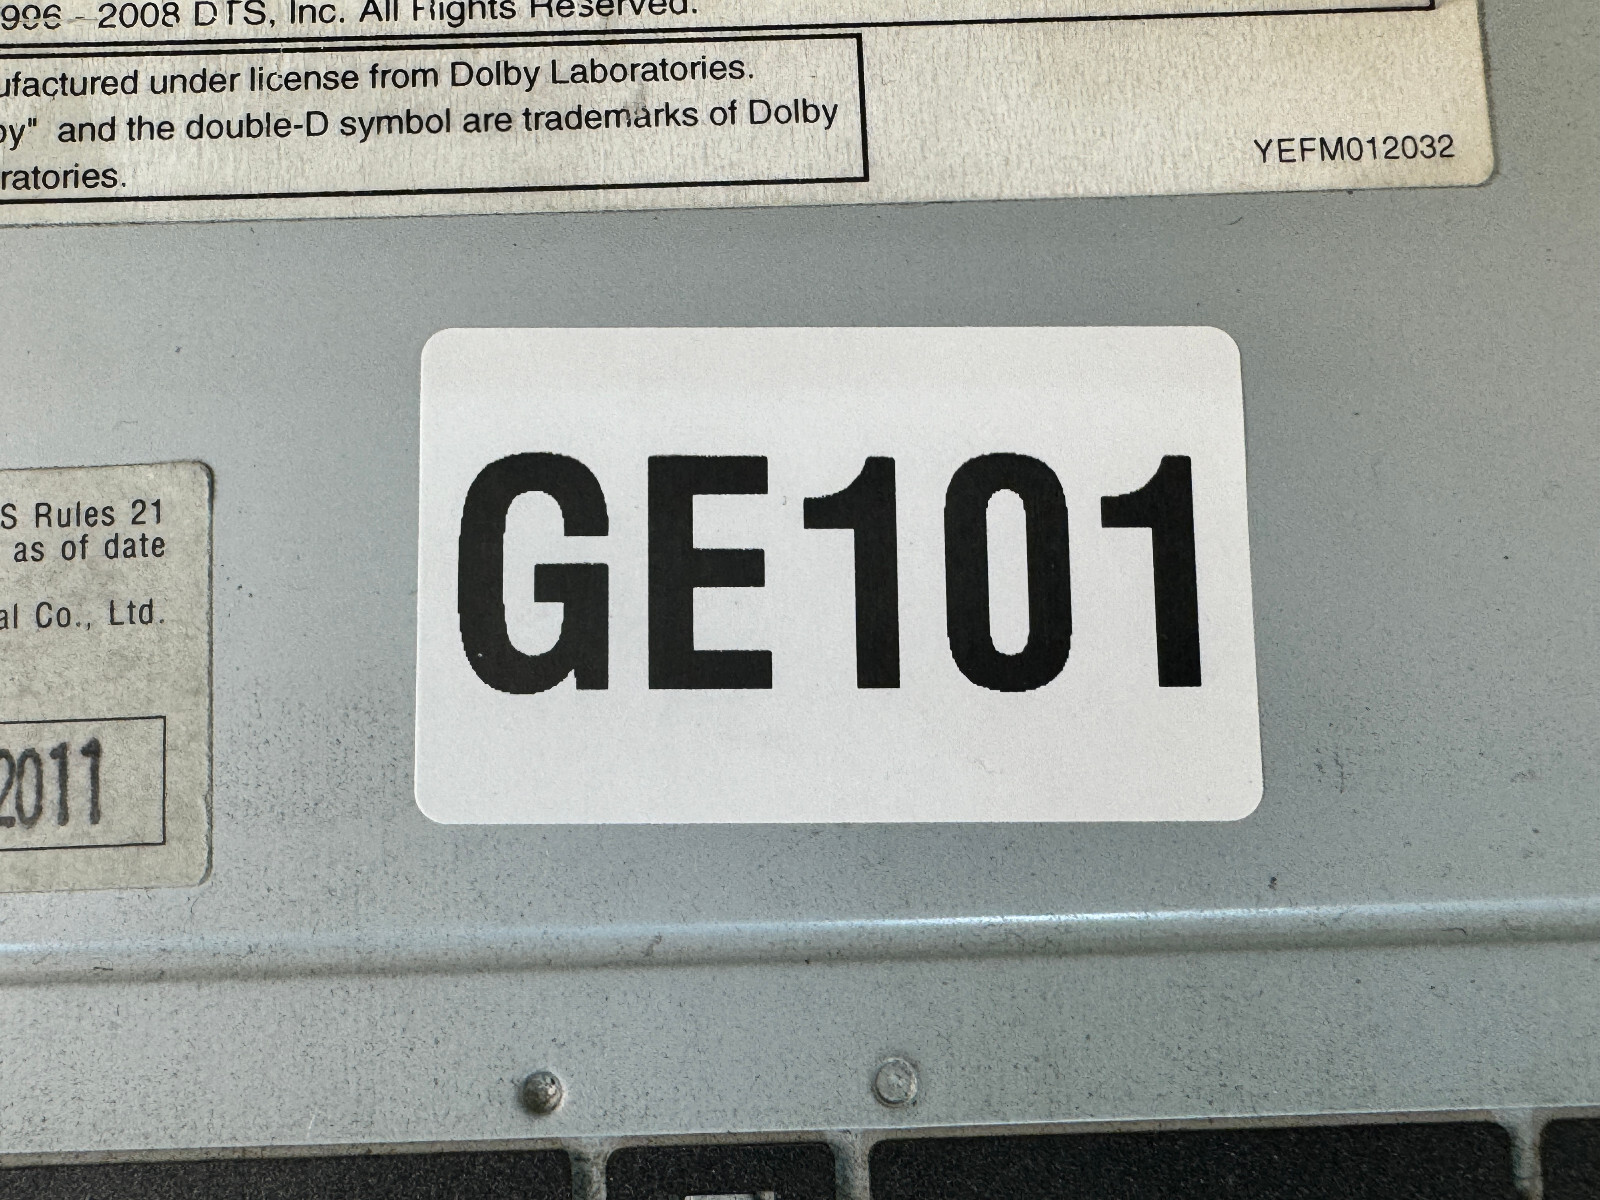 996 - 2008 DTS, Inc. All Rights Reserved.
ufactured under license from Dolby Laboratories.
by" and the double-D symbol are trademarks of Dolby
ratories.
YEFM012032
GE101
S Rules 21
as of date
al Co., Ltd.
2011